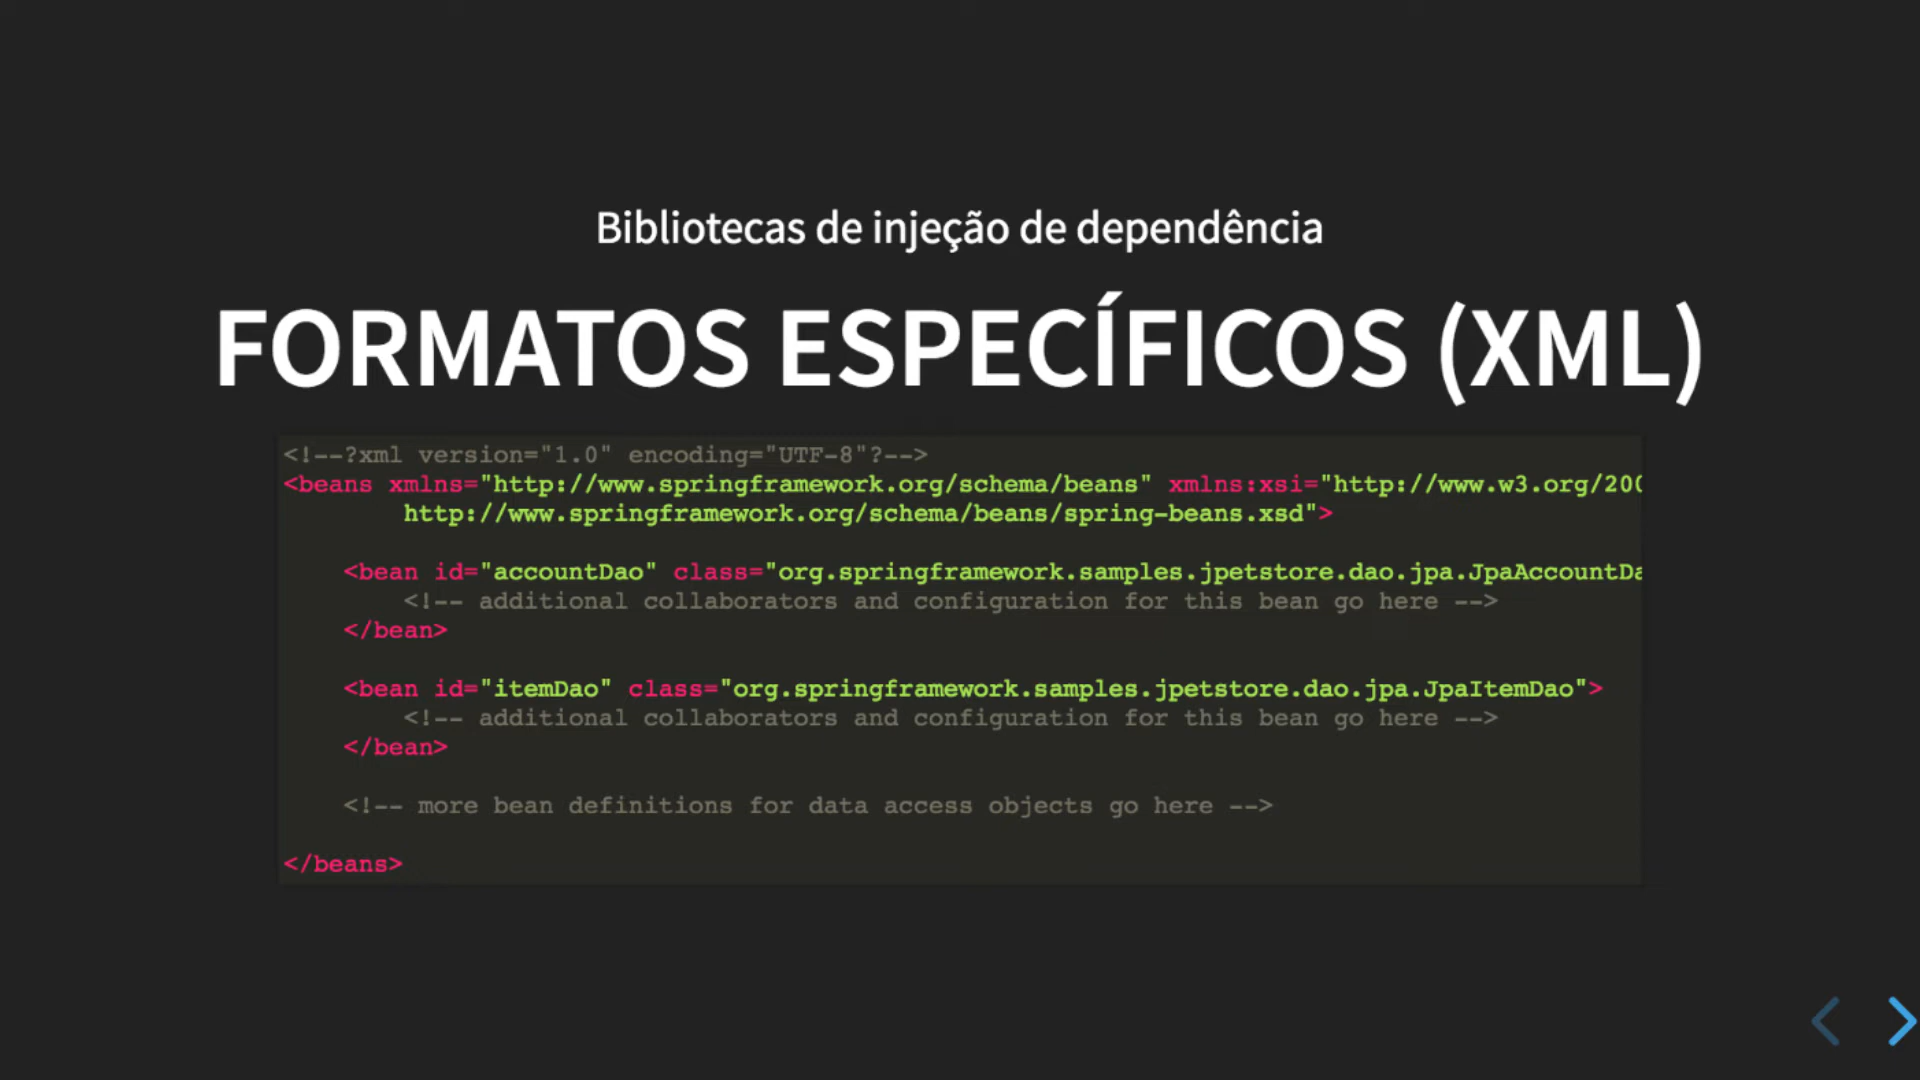 Bibliotecas de injeção de dependência
FORMATOS ESPECÍFICOS (XML)
<!--?xml version="1.0" encoding="UTF-8"?-->
<beans xmlns="http://www.springframework.org/schema/beans" xmlns:xsi="http://www.w3.org/200
http://www.springframework.org/schema/beans/spring-beans.xsd">
<bean id="accountDao" class="org.springframework.samples.jpetstore.dao.jpa.JpaAccountDa
<!-- additional collaborators and configuration for this bean go here -->
</bean>
<bean id="itemDao" class="org.springframework.samples.jpetstore.dao.jpa.JpaItemDao">
<!-- additional collaborators and configuration for this bean go here -->
</bean>
<!-- more bean definitions for data access objects go here -->
</beans>